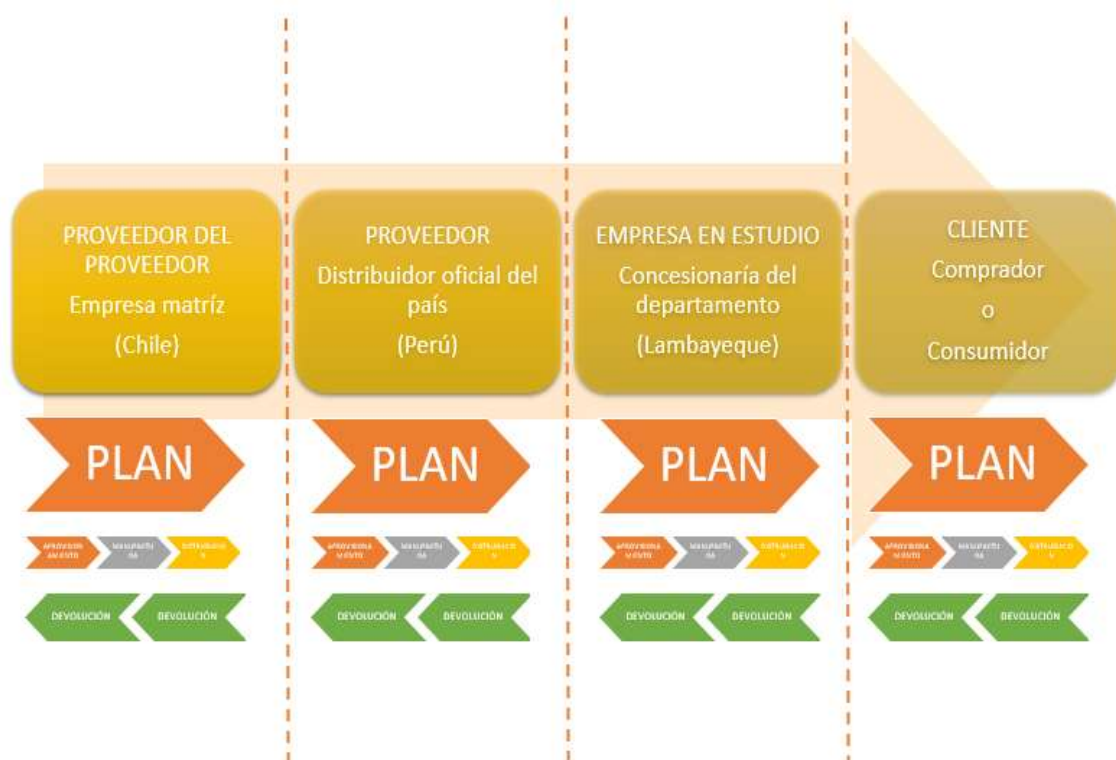 PROVEEDOR DEL
PROVEEDOR
Empresa matríz
(Chile)
PROVEEDOR
Distribuidor oficial del
país
(Perú)
EMPRESA EN ESTUDIO
Concesionaría del
departamento
(Lambayeque)
CLIENTE
Comprador
o
Consumidor
PLAN
PLAN
PLAN
PLAN
DEVOLUCIÓN
DEVOLUCIÓN
DEVOLUCIÓN
DEVOLUCIÓN
DEVOLUCIÓN
DEVOLUCIÓN
DEVOLUCIÓN
DEVOLUCIÓN